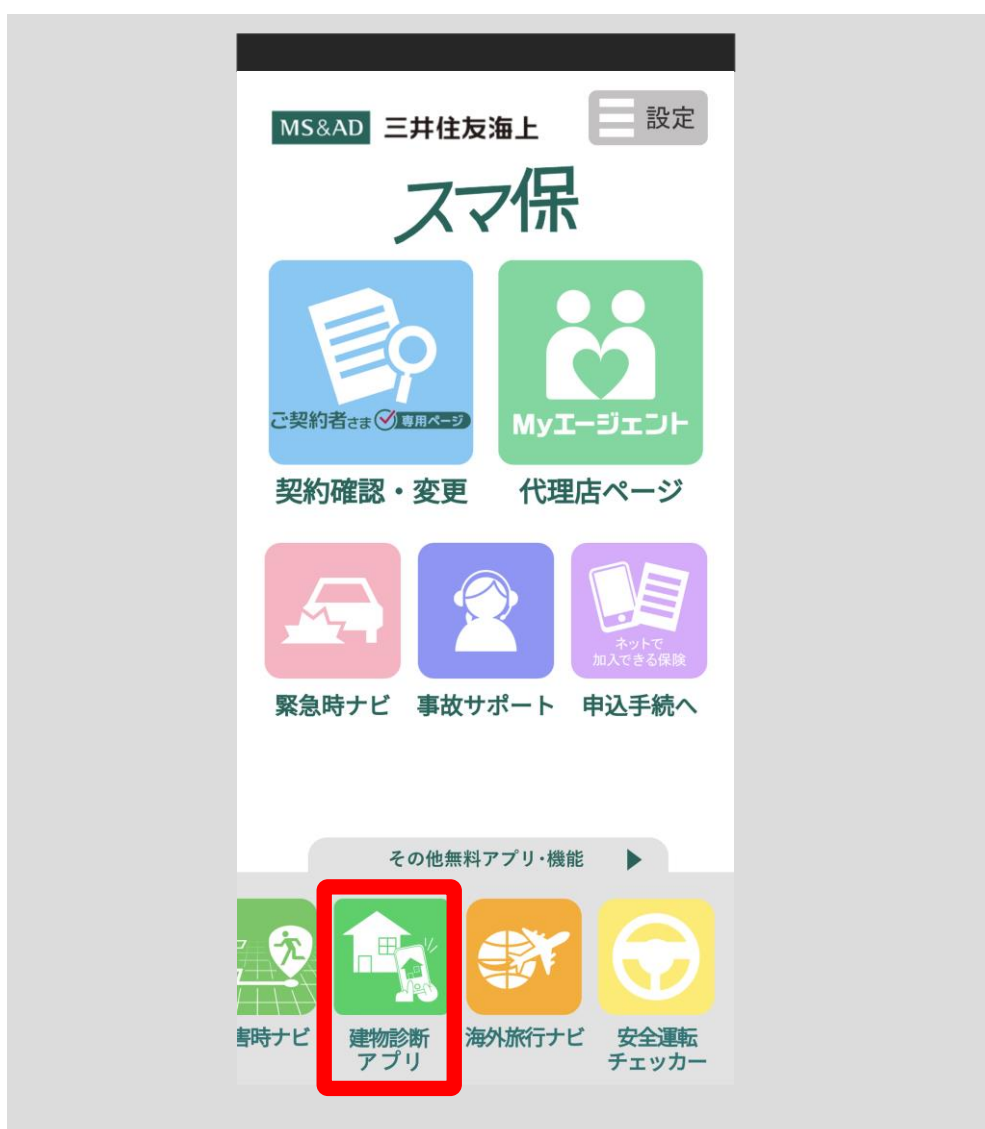 MS&AD 三井住友海上
設定
スマ保
ご契約者さま 専用ページ
Myエージェント
契約確認・変更
代理店ページ
ネットで
加入できる保険
緊急時ナビ
事故サポート
申込手続へ
その他無料アプリ・機能
害時ナビ
建物診断
アプリ
海外旅行ナビ
安全運転
チェッカー